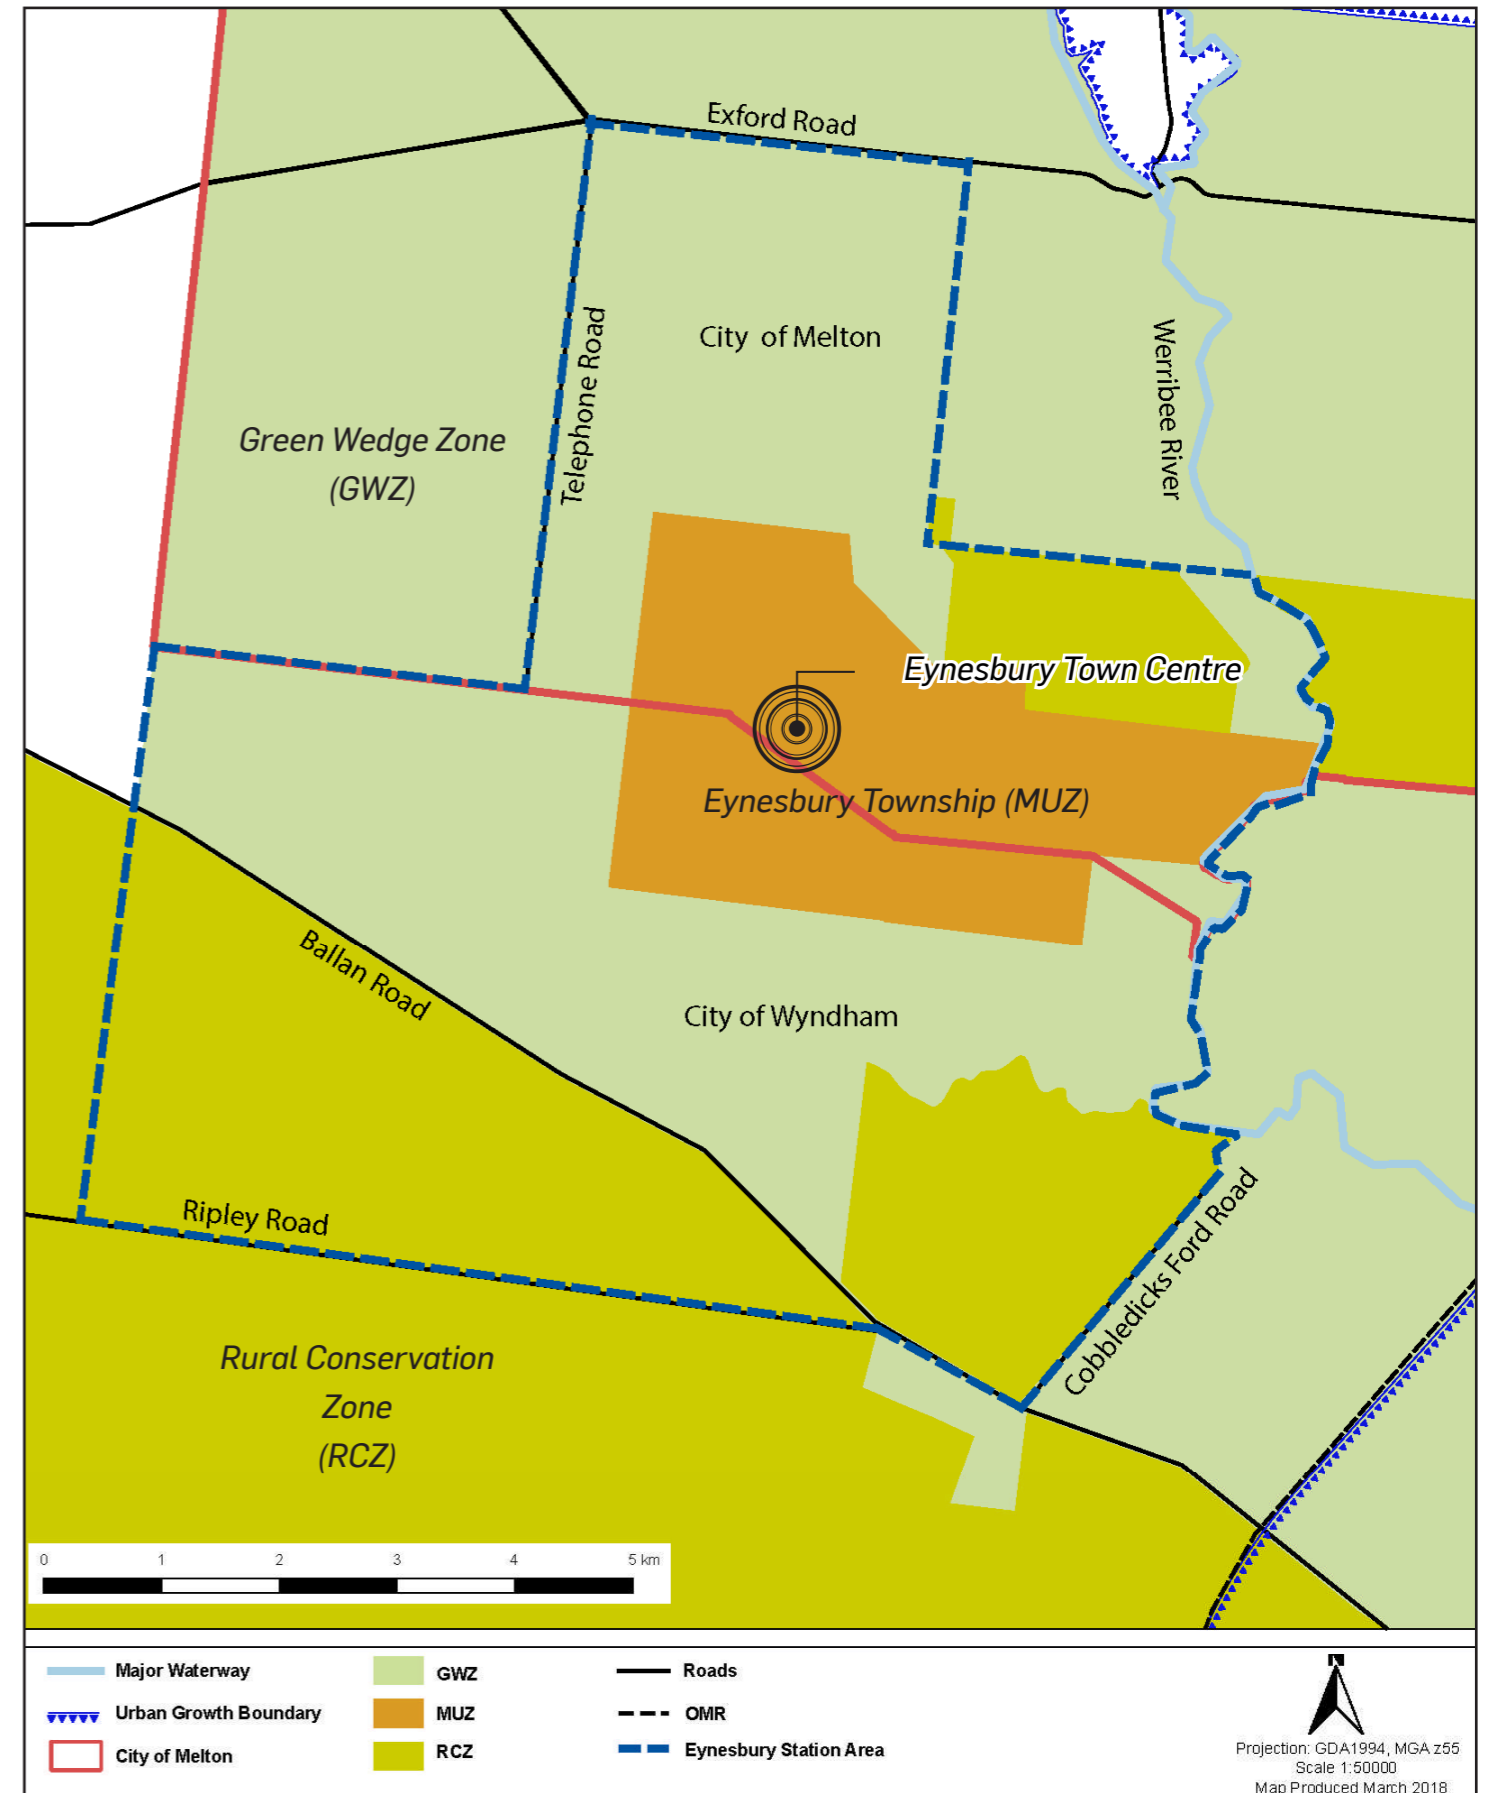 Exford Road
City of Melton
Werribee River
Telephone Road
Green Wedge Zone
(GWZ)
Eynesbury Town Centre
Eynesbury Township (MUZ)
Ballan Road
City of Wyndham
Ripley Road
Cobbledicks Ford Road
Rural Conservation
Zone
(RCZ)
0 1 2 3 4 5 km
Major Waterway
Urban Growth Boundary
City of Melton
GWZ
MUZ
RCZ
Roads
OMR
Eynesbury Station Area
N
Projection: GDA1994, MGA z55
Scale 1:50000
Map Produced March 2018